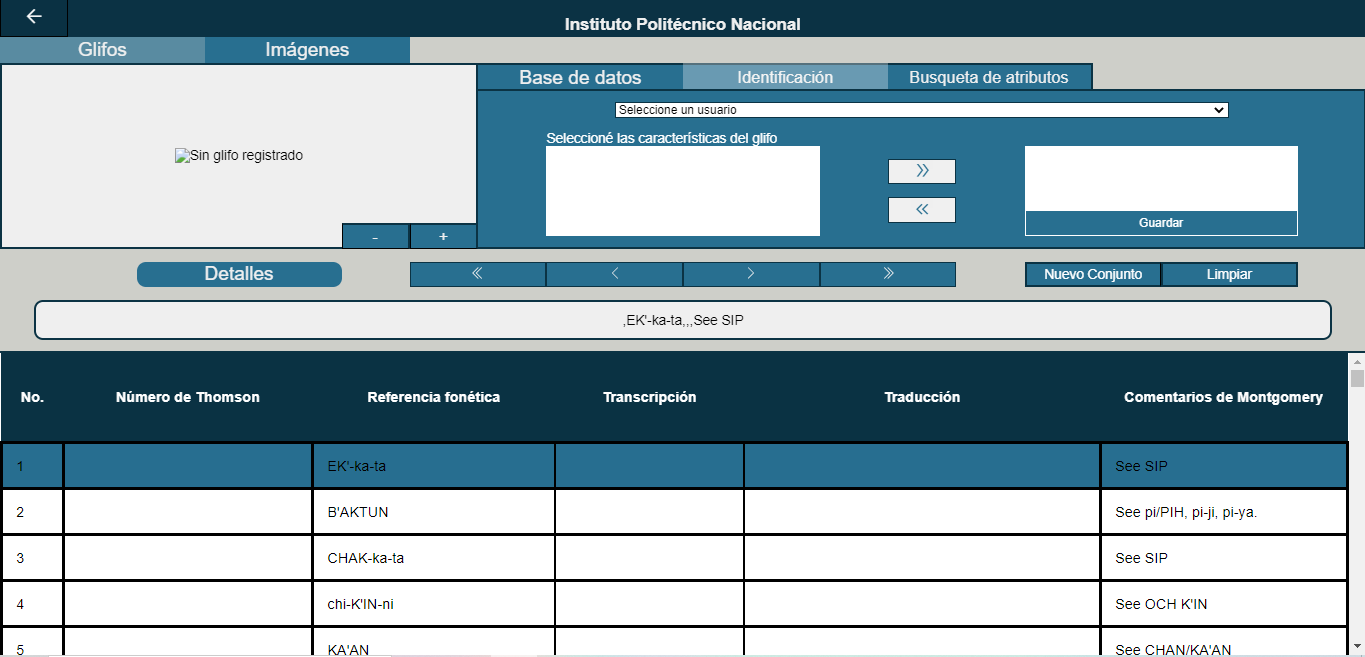 Instituto Politécnico Nacional
Glifos Imágenes
Base de datos Identificación Busqueta de atributos
Seleccione un usuario
Seleccioné las características del glifo
Sin glifo registrado
Guardar
- +
Detalles Nuevo Conjunto Limpiar
,EK'-ka-ta,,,See SIP
No. Número de Thomson Referencia fonética Transcripción Traducción Comentarios de Montgomery
1 EK'-ka-ta See SIP
2 B'AKTUN See pi/PIH, pi-ji, pi-ya.
3 CHAK-ka-ta See SIP
4 chi-K'IN-ni See OCH K'IN
5 KA'AN See CHAN/KA'AN